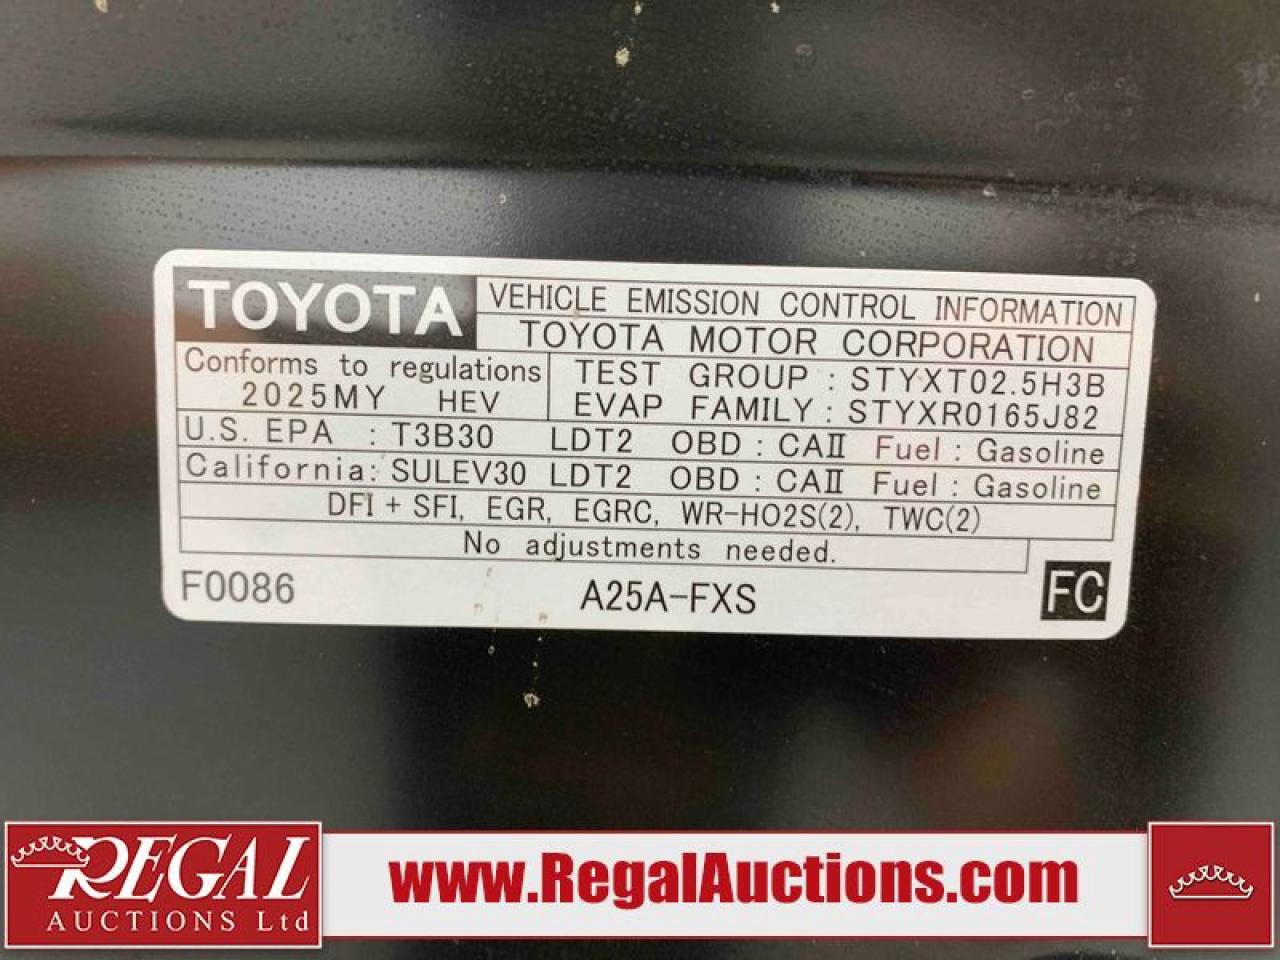 TOYOTA
VEHICLE EMISSION CONTROL INFORMATION
TOYOTA MOTOR CORPORATION
Conforms to regulations
2025MY HEV
TEST GROUP : STYXT02.5H3B
EVAP FAMILY: STYXR0165J82
U.S. EPA : T3B30 LDT2 OBD : CAⅡ Fuel : Gasoline
California: SULEV30 LDT2 OBD : CAⅡ Fuel : Gasoline
DFI + SFI, EGR, EGRC, WR-HO2S(2), TWC(2)
No adjustments needed.
F0086 A25A-FXS FC
REGAL
AUCTIONS Ltd
www.RegalAuctions.com